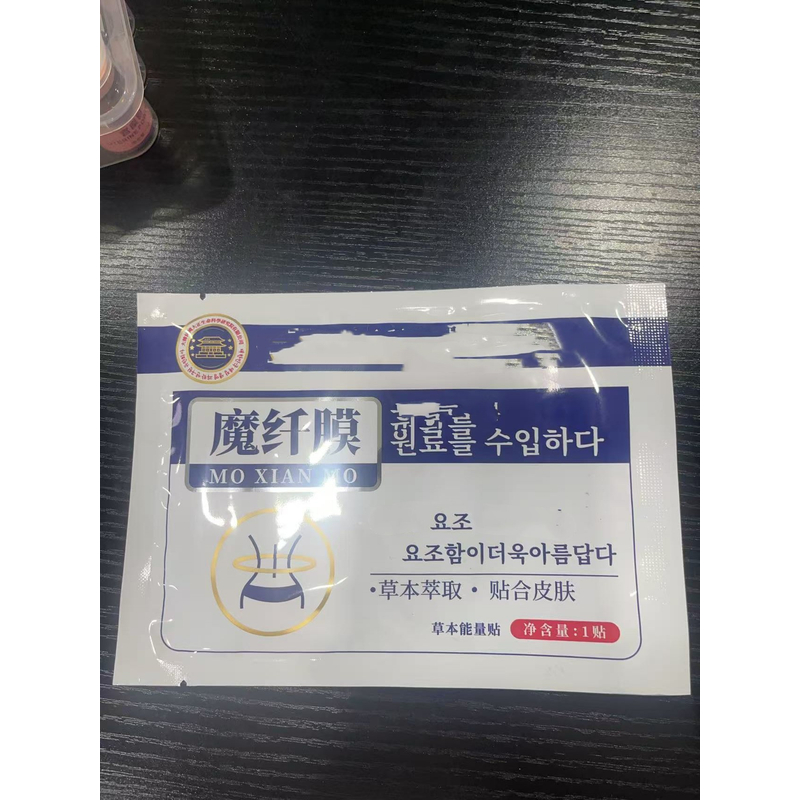 魔纤膜
MO XIAN MO
원료를 수입하다
요조
요조함이더욱아름답다
·草本萃取·贴合皮肤
草本能量贴 净含量:1贴